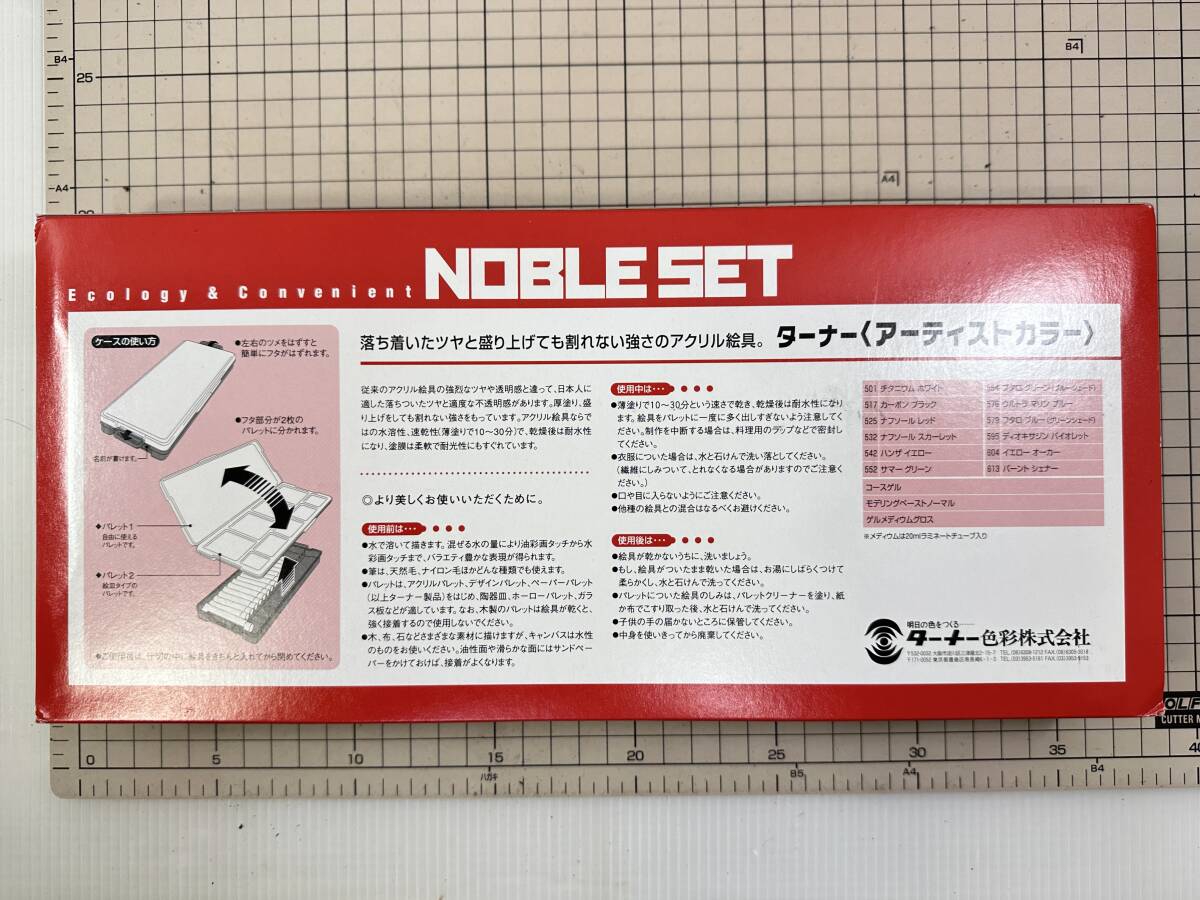 B4
25
B4
A4
A4
Ecology & Convenient NOBLE SET
ケースの使い方
●左右のツメをはずすと
簡単にフタがはずれます。
●フタ部分が2枚の
パレットに分かれます。
名前が書けます。
◆パレット1
自由に使える
パレットです。
◆パレット2
絵皿タイプの
パレットです。
●ご使用後は、仕切の中に絵具をきちんと入れてから閉めてください。
落ち着いたツヤと盛り上げても割れない強さのアクリル絵具。 ターナー〈アーティストカラー〉
従来のアクリル絵具の強烈なツヤや透明感と違って、日本人に
適した落ちついたツヤと適度な不透明感があります。厚塗り、盛
り上げをしても割れない強さをもっています。アクリル絵具ならで
はの水溶性、速乾性(薄塗りで10〜30分)で、乾燥後は耐水性
になり、塗膜は柔軟で耐光性にもすぐれています。
◎より美しくお使いいただくために。
使用前は…
●水で溶いて描きます。混ぜる水の量により油彩画タッチから水
彩画タッチまで、バラエティ豊かな表現が得られます。
●筆は、天然毛、ナイロン毛ほかどんな種類でも使えます。
●パレットは、アクリルパレット、デザインパレット、ペーパーパレット
(以上ターナー製品)をはじめ、陶器皿、ホーローパレット、ガラ
ス板などが適しています。なお、木製のパレットは絵具が乾くと、
強く接着するので使用しないでください。
●木、布、石などさまざまな素材に描けますが、キャンバスは水性
のものをお使いください。油性面や滑らかな面にはサンドペー
パーをかけておけば、接着がよくなります。
使用中は…
●薄塗りで10〜30分という速さで乾き、乾燥後は耐水性になり
ます。絵具をパレットに一度に多く出しすぎないよう注意してく
ださい。制作を中断する場合は、料理用のラップなどで密封し
てください。
●衣服についた場合は、水と石けんで洗い落としてください。
(繊維にしみついて、とれなくなる場合がありますのでご注意く
ださい。)
●口や目に入らないようにご注意ください。
●他種の絵具との混合はなるべくお避けください。
使用後は…
●絵具が乾かないうちに、洗いましょう。
●もし、絵具がついたまま乾いた場合は、お湯にしばらくつけて
柔らかくし、水と石けんで洗ってください。
●パレットについた絵具のしみは、パレットクリーナーを塗り、紙
か布でこすり取った後、水と石けんで洗ってください。
●子供の手の届かないところに保管してください。
●中身を使いきってから廃棄してください。
501 チタニウム ホワイト
517 カーボン ブラック
525 ナフソール レッド
532 ナフソール スカーレット
542 ハンザ イエロー
552 サマー グリーン
554 フタロ グリーン(ブルーシェード)
576 ウルトラ マリン ブルー
579 フタロ ブルー(グリーンシェード)
595 ディオキサジン バイオレット
604 イエロー オーカー
613 バーント シェナー
コースゲル
モデリングペーストノーマル
ゲルメディウムグロス
※メディウムは20mlラミネートチューブ入り
明日の色をつくる
ターナー色彩株式会社
0
5
10
15
20
25
30
35
40
ハガキ
B5
A4
B4
OLF
CUTTER M